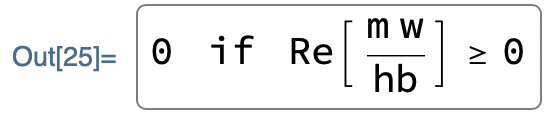 Out[25]= 0 if Re[m w/hb] ≥ 0